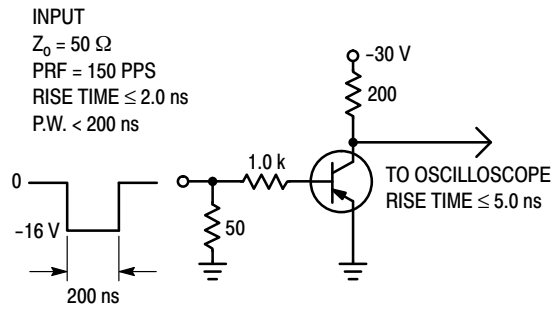 INPUT
Zo = 50 Ω
PRF = 150 PPS
RISE TIME ≤ 2.0 ns
P.W. < 200 ns
−30 V
200
1.0 k
0
−16 V
50
TO OSCILLOSCOPE
RISE TIME ≤ 5.0 ns
200 ns